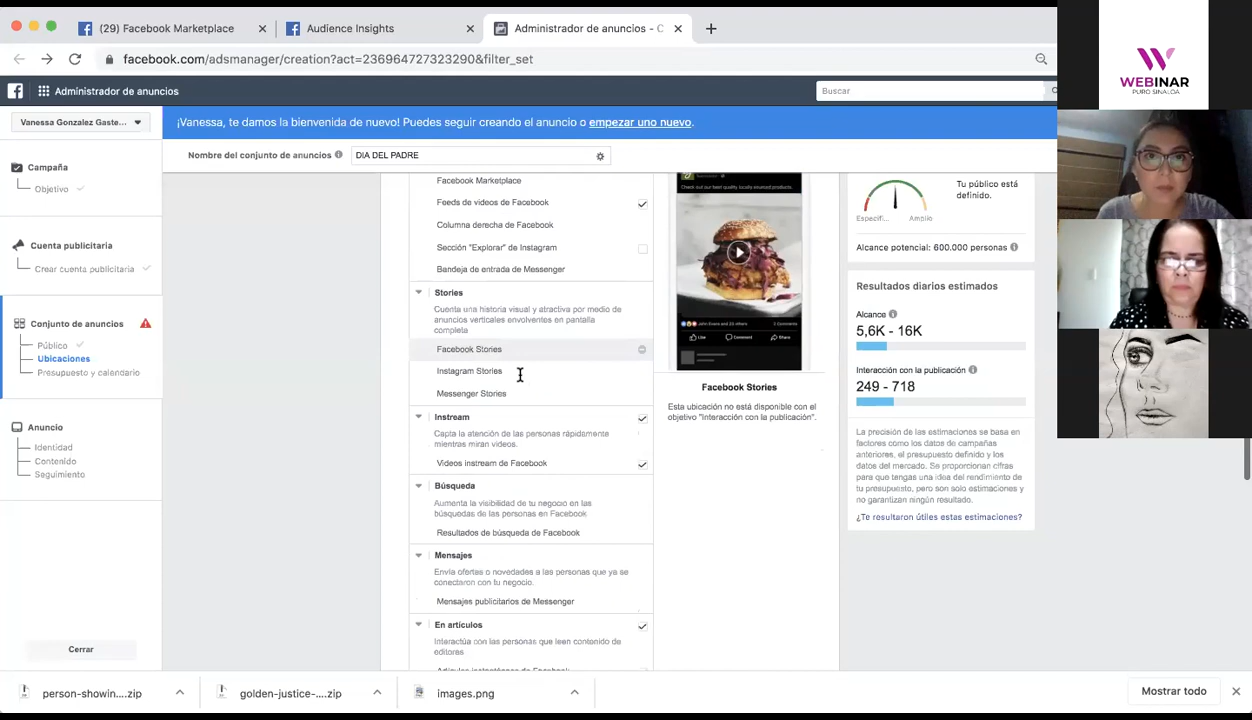 (29) Facebook Marketplace
Audience Insights
Administrador de anuncios - C
facebook.com/adsmanager/creation?act=236964727323290&filter_set
Administrador de anuncios
Buscar
WEBINAR
PURO SINALOA
Vanessa Gonzalez Gaste...
¡Vanessa, te damos la bienvenida de nuevo! Puedes seguir creando el anuncio o empezar uno nuevo.
Nombre del conjunto de anuncios
DIA DEL PADRE
Campaña
Objetivo
Cuenta publicitaria
Crear cuenta publicitaria
Conjunto de anuncios
Público
Ubicaciones
Presupuesto y calendario
Anuncio
Identidad
Contenido
Seguimiento
Cerrar
Facebook Marketplace
Feeds de videos de Facebook
Columna derecha de Facebook
Sección "Explorar" de Instagram
Bandeja de entrada de Messenger
Stories
Cuenta una historia visual y atractiva por medio de
anuncios verticales envolventes en pantalla
completa
Facebook Stories
Instagram Stories
Messenger Stories
Instream
Capta la atención de las personas rápidamente
mientras miran videos.
Videos instream de Facebook
Búsqueda
Aumenta la visibilidad de tu negocio en las
búsquedas de las personas en Facebook
Resultados de búsqueda de Facebook
Mensajes
Envía ofertas o novedades a las personas que ya se
conectaron con tu negocio.
Mensajes publicitarios de Messenger
En artículos
Interactúa con las personas que leen contenido de
editores
Check out our best quality locally sourced products.
Like
Comment
Share
Facebook Stories
Esta ubicación no está disponible con el
objetivo "Interacción con la publicación".
Especifi...
Amplio
Tu público está
definido.
Alcance potencial: 600.000 personas
Resultados diarios estimados
Alcance
5,6K - 16K
Interacción con la publicación
249 - 718
La precisión de las estimaciones se basa en
factores como los datos de campañas
anteriores, el presupuesto definido y los
datos del mercado. Se proporcionan cifras
para que tengas una idea del rendimiento de
tu presupuesto, pero son solo estimaciones y
no garantizan ningún resultado.
¿Te resultaron útiles estas estimaciones?
person-showin....zip
golden-justice-....zip
images.png
Mostrar todo